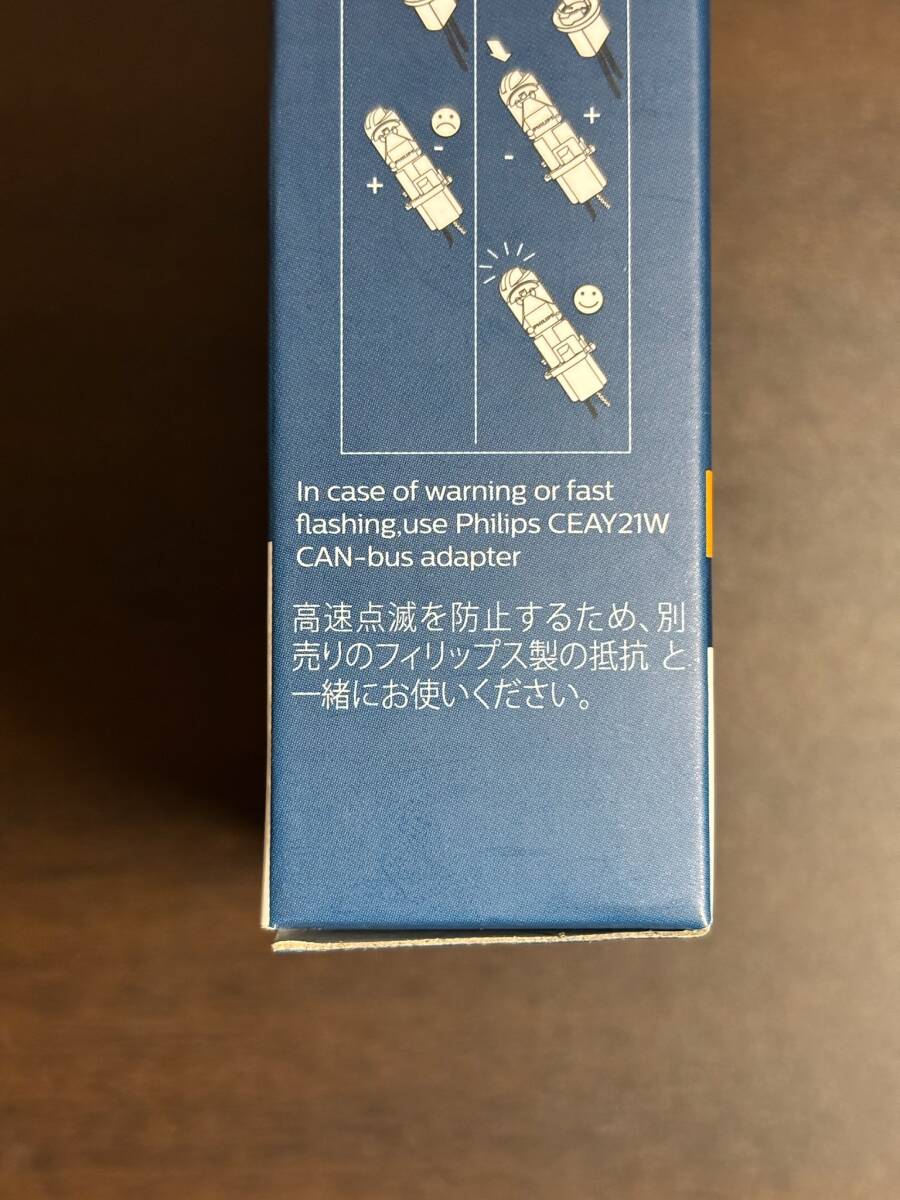 - +
+ -
PHILIPS
In case of warning or fast
flashing,use Philips CEAY21W
CAN-bus adapter
高速点滅を防止するため、別
売りのフィリップス製の抵抗 と
一緒にお使いください。